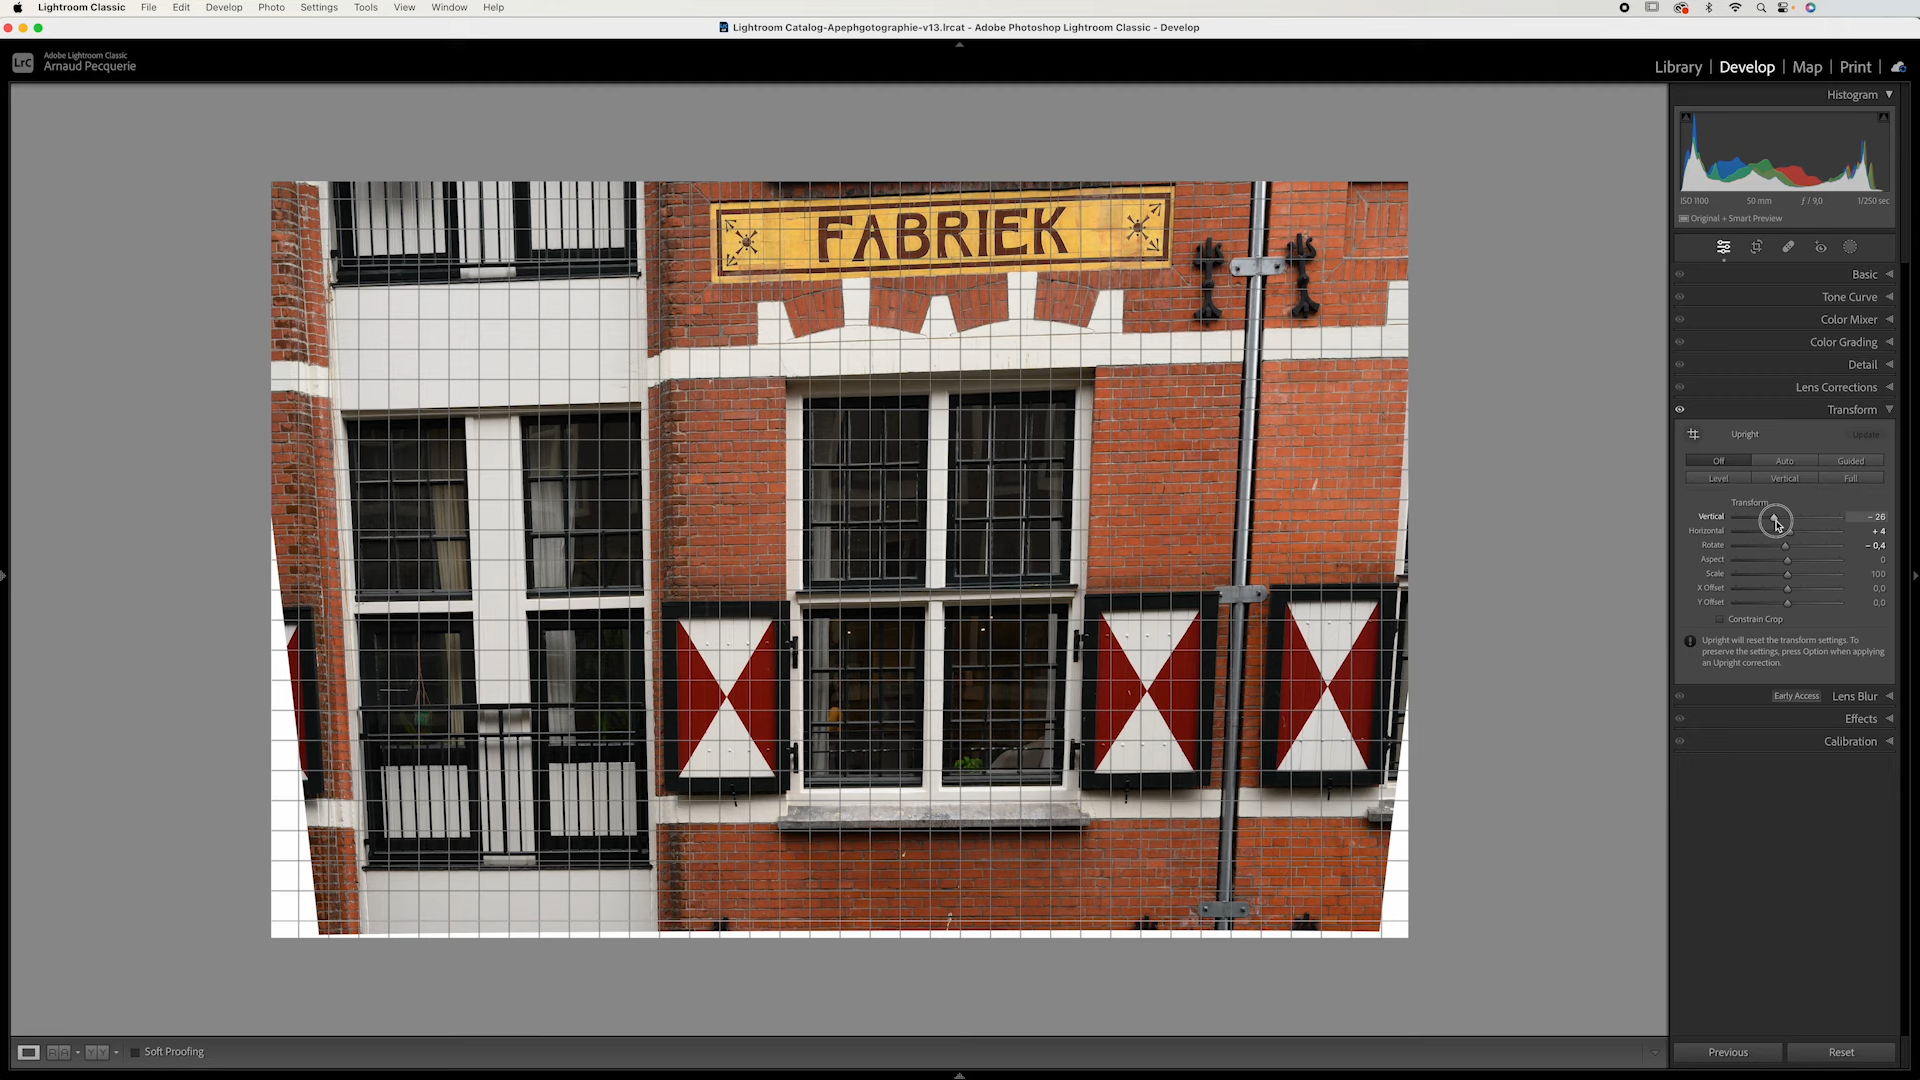 Lightroom Classic File Edit Develop Photo Settings Tools View Window Help
Lightroom Catalog-Apephgotographie-v13.lrcat - Adobe Photoshop Lightroom Classic - Develop
LrC
Adobe Lightroom Classic
Arnaud Pecquerie
Library | Develop | Map | Print |
Histogram
ISO 1100 50 mm ƒ / 9,0 1/250 sec
Original + Smart Preview
FABRIEK
Basic
Tone Curve
Color Mixer
Color Grading
Detail
Lens Corrections
Transform
Upright Update
Off Auto Guided
Level Vertical Full
Transform
Vertical - 26
Horizontal + 4
Rotate - 0,4
Aspect 0
Scale 100
X Offset 0,0
Y Offset 0,0
Constrain Crop
Upright will reset the transform settings. To
preserve the settings, press Option when applying
an Upright correction.
Early Access Lens Blur
Effects
Calibration
RA YY Soft Proofing
Previous Reset